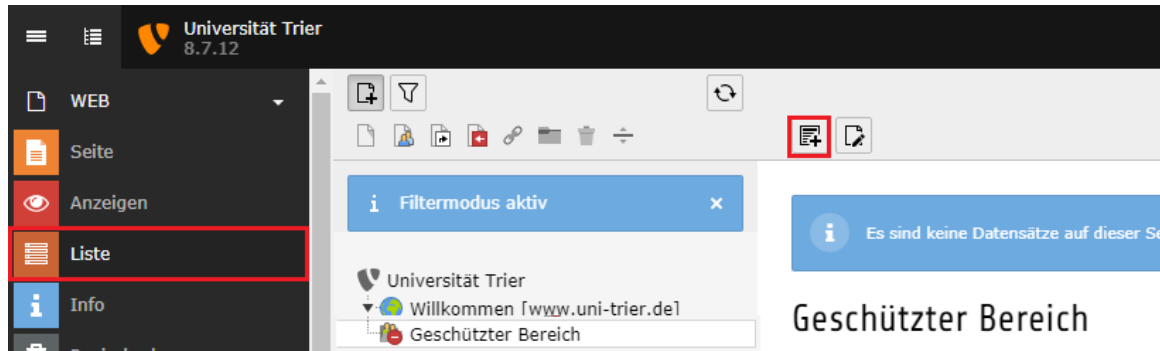 Universität Trier
8.7.12
WEB
Seite
Anzeigen
Liste
Info
Filtermodus aktiv
Universität Trier
Willkommen [www.uni-trier.de]
Geschützter Bereich
Es sind keine Datensätze auf dieser
Geschützter Bereich